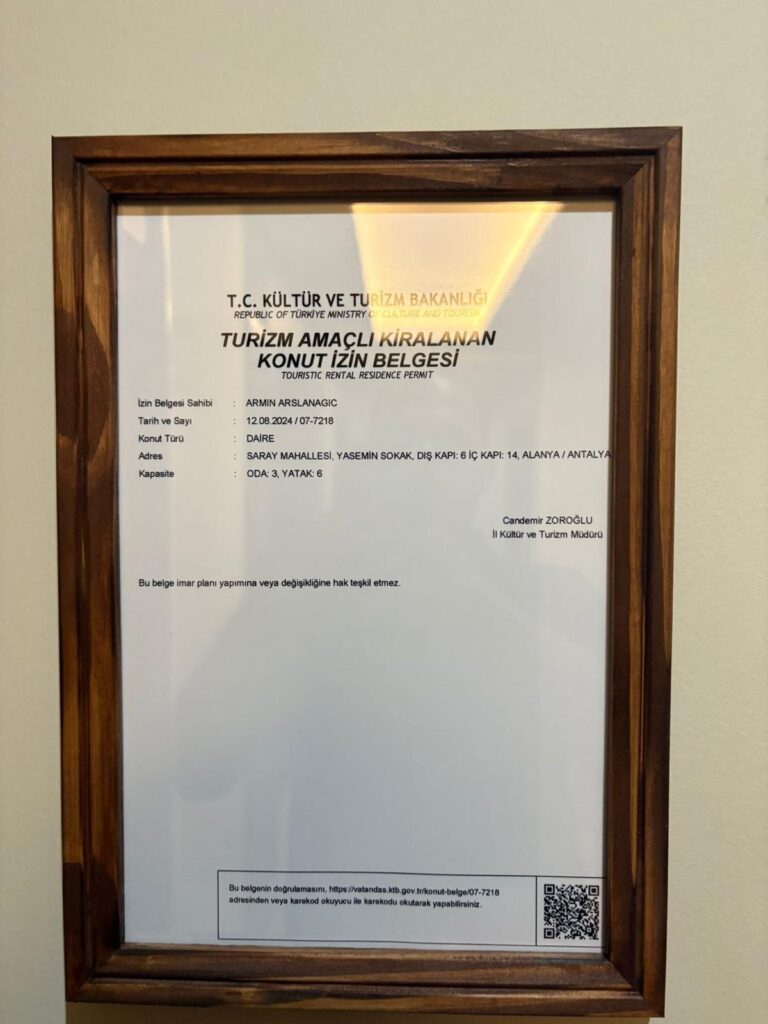 T.C. KÜLTÜR VE TURİZM BAKANLIĞI
REPUBLIC OF TÜRKİYE MINISTRY OF CULTURE AND TOURISM
TURİZM AMAÇLI KİRALANAN
KONUT İZİN BELGESİ
TOURISTIC RENTAL RESIDENCE PERMIT
İzin Belgesi Sahibi : ARMIN ARSLANAGIC
Tarih ve Sayı : 12.08.2024 / 07-7218
Konut Türü : DAİRE
Adres : SARAY MAHALLESİ, YASEMİN SOKAK, DIŞ KAPI: 6 İÇ KAPI: 14, ALANYA / ANTALYA
Kapasite : ODA: 3, YATAK: 6
Candemir ZOROĞLU
İl Kültür ve Turizm Müdürü
Bu belge imar planı yapımına veya değişikliğine hak teşkil etmez.
Bu belgenin doğrulamasını, https://vatandas.ktb.gov.tr/konut-belge/07-7218
adresinden veya karekod okuyucu ile karekodu okutarak yapabilirsiniz.